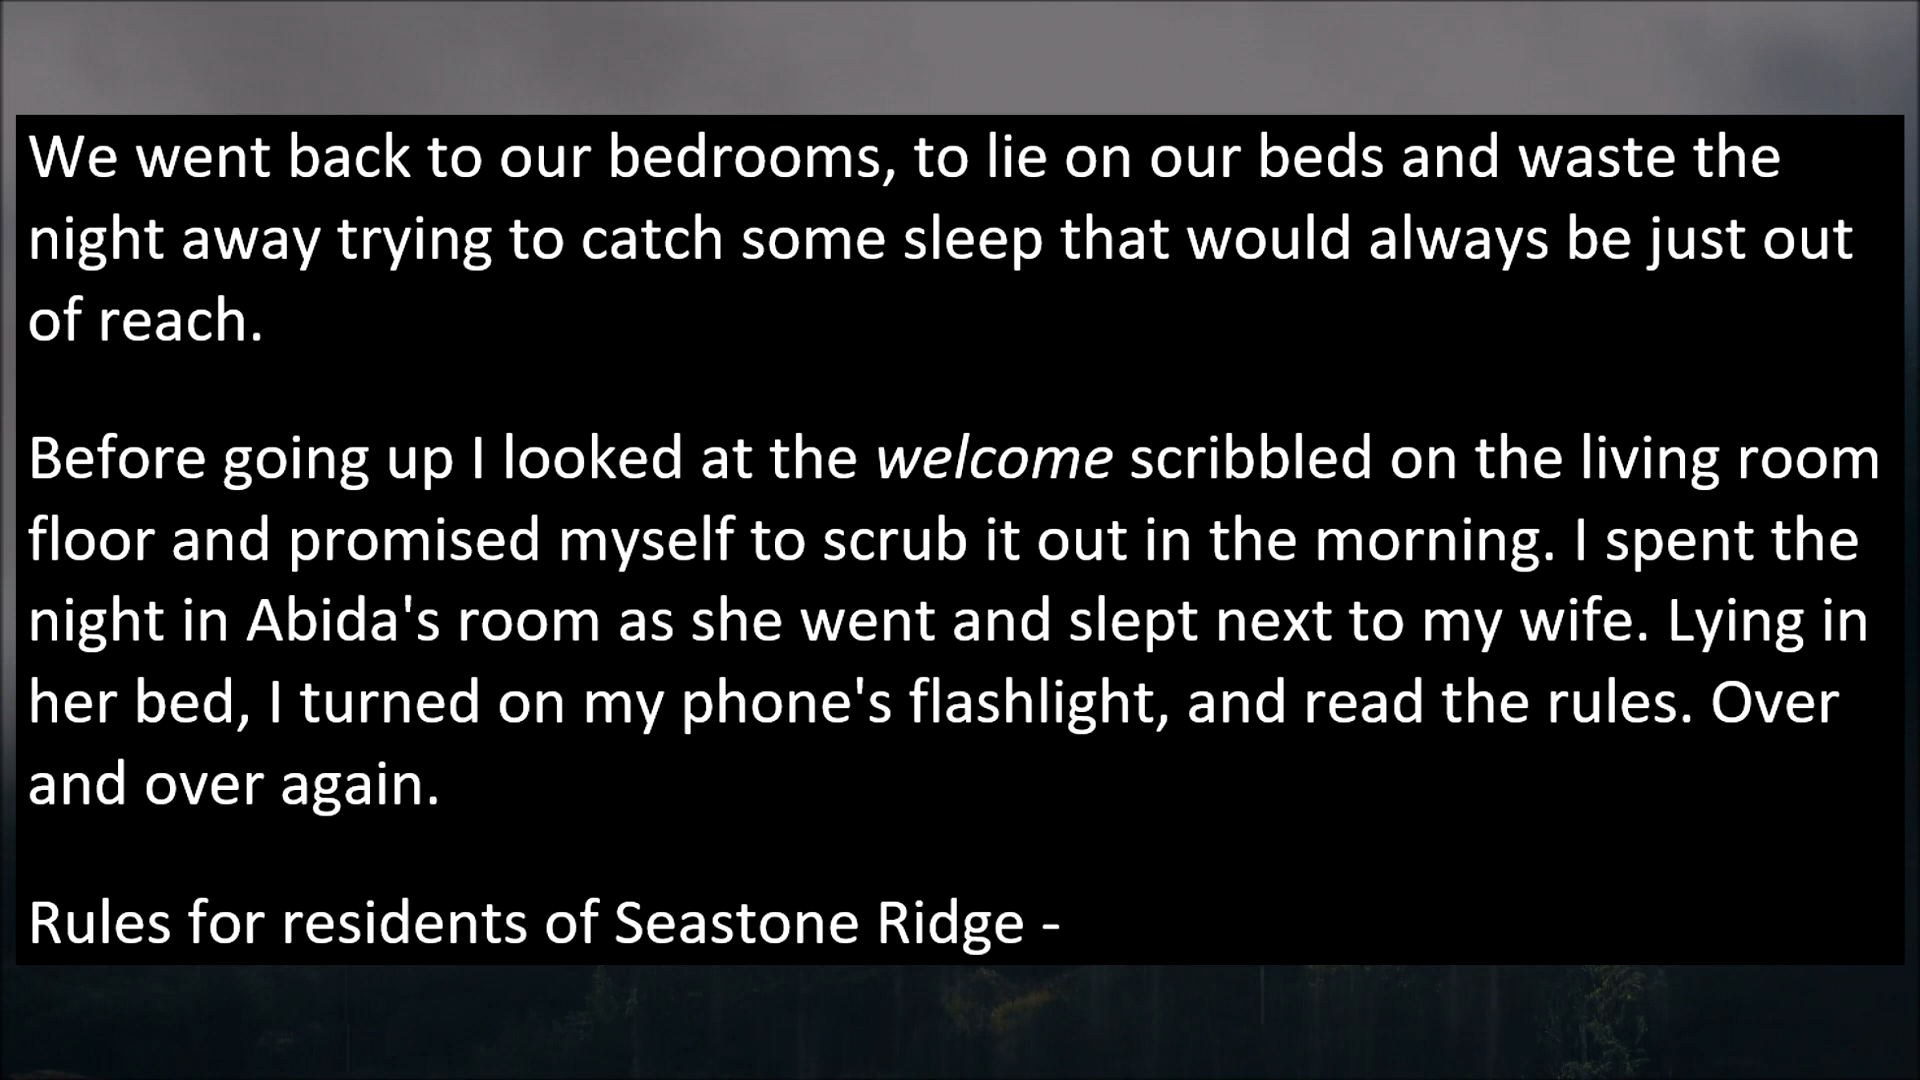 We went back to our bedrooms, to lie on our beds and waste the
night away trying to catch some sleep that would always be just out
of reach.
Before going up I looked at the welcome scribbled on the living room
floor and promised myself to scrub it out in the morning. I spent the
night in Abida's room as she went and slept next to my wife. Lying in
her bed, I turned on my phone's flashlight, and read the rules. Over
and over again.
Rules for residents of Seastone Ridge -